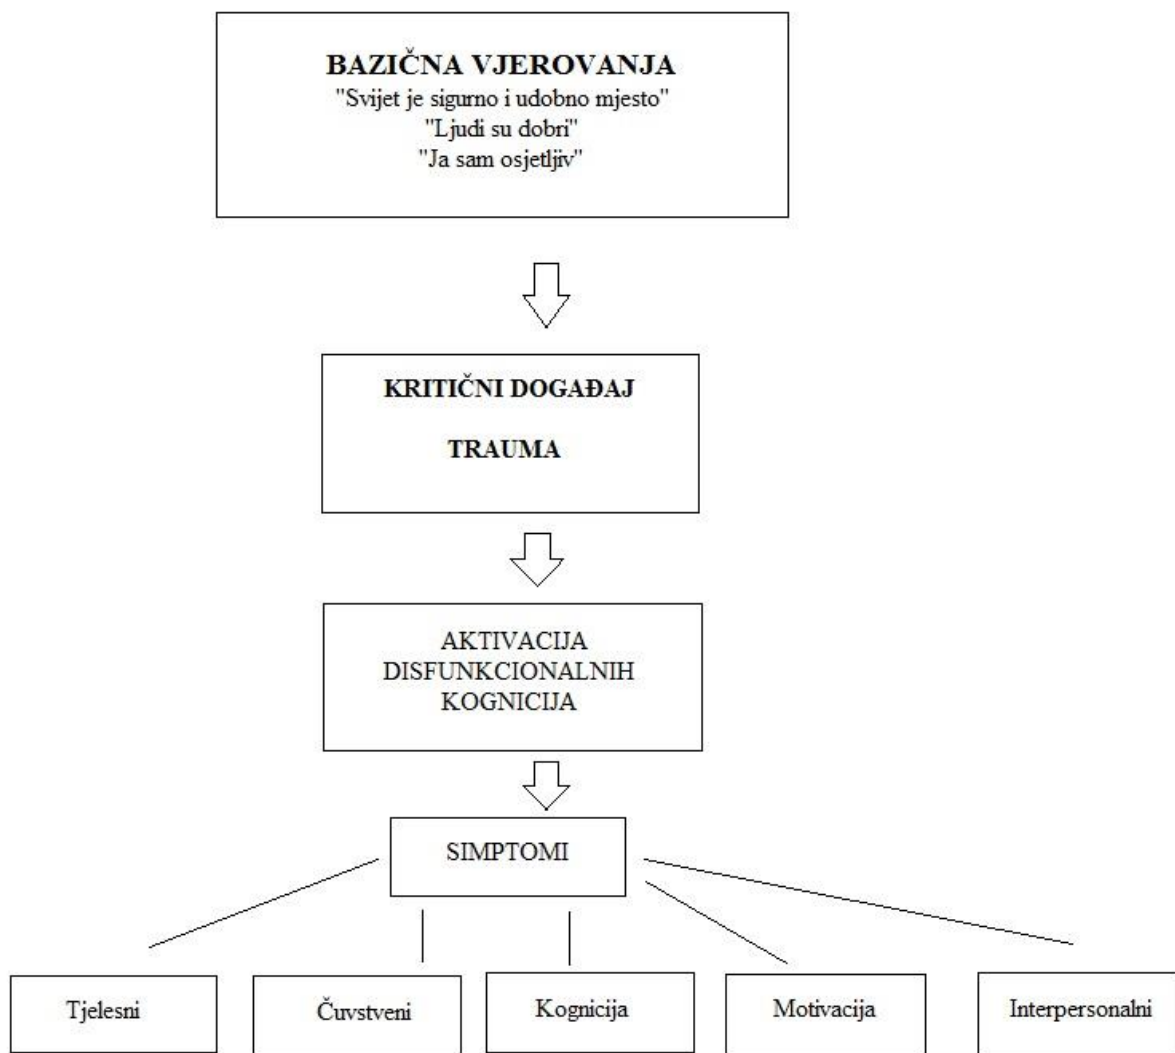 BAZIČNA VJEROVANJA
"Svijet je sigurno i udobno mjesto"
"Ljudi su dobri"
"Ja sam osjetljiv"
KRITIČNI DOGAĐAJ
TRAUMA
AKTIVACIJA
DISFUNKCIONALNIH
KOGNICIJA
SIMPTOMI
Tjelesni
Čuvstveni
Kognicija
Motivacija
Interpersonalni